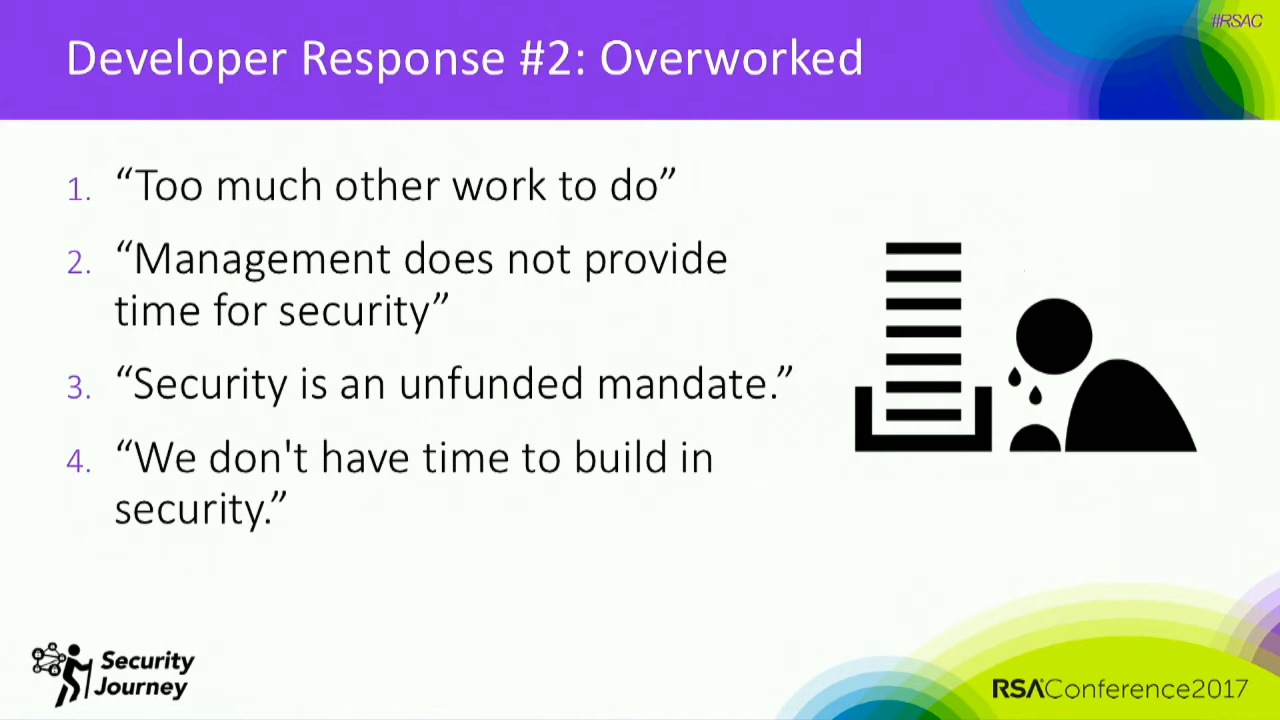 #RSAC
Developer Response #2: Overworked
1. “Too much other work to do”
2. “Management does not provide
time for security”
3. “Security is an unfunded mandate.”
4. “We don't have time to build in
security.”
Security
Journey
RSAConference2017